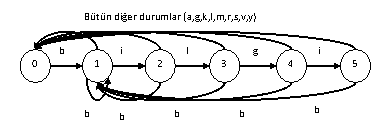 Bütün diğer durumlar (a,g,k,l,m,r,s,v,y)
b i l g i
0 1 2 3 4 5
b b b b b